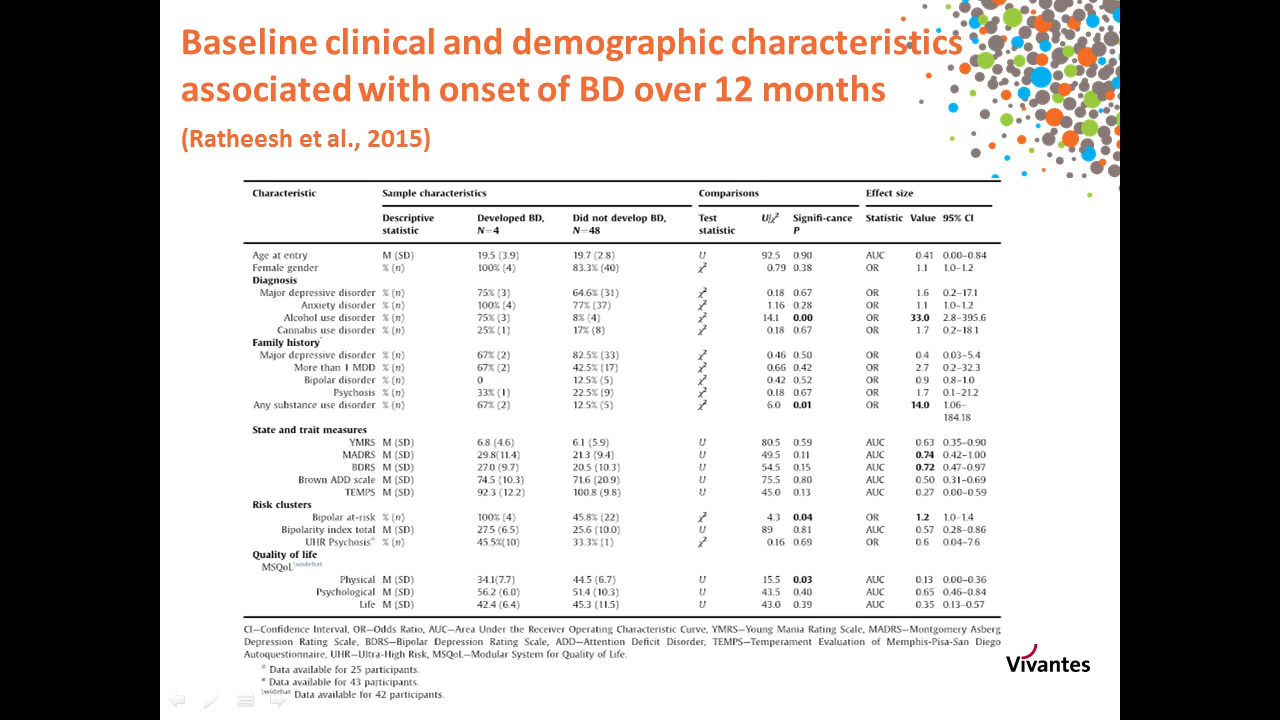 Baseline clinical and demographic characteristics
associated with onset of BD over 12 months
(Ratheesh et al., 2015)
Characteristic Sample characteristics Comparisons Effect size
Descriptive statistic Developed BD, N=4 Did not develop BD, N=48 Test statistic U/χ² Signifi-cance P Statistic Value 95% CI
Age at entry M (SD) 19.5 (3.9) 19.7 (2.8) U 92.5 0.90 AUC 0.41 0.00–0.84
Female gender % (n) 100% (4) 83.3% (40) χ² 0.79 0.38 OR 1.1 1.0–1.2
Diagnosis
Major depressive disorder % (n) 75% (3) 64.6% (31) χ² 0.18 0.67 OR 1.6 0.2–17.1
Anxiety disorder % (n) 100% (4) 77% (37) χ² 1.16 0.28 OR 1.1 1.0–1.2
Alcohol use disorder % (n) 75% (3) 8% (4) χ² 14.1 0.00 OR 33.0 2.8–395.6
Cannabis use disorder % (n) 25% (1) 17% (8) χ² 0.18 0.67 OR 1.7 0.2–18.1
Family history*
Major depressive disorder % (n) 67% (2) 82.5% (33) χ² 0.46 0.50 OR 0.4 0.03–5.4
More than 1 MDD % (n) 67% (2) 42.5% (17) χ² 0.66 0.42 OR 2.7 0.2–32.3
Bipolar disorder % (n) 0 12.5% (5) χ² 0.42 0.52 OR 0.9 0.8–1.0
Psychosis % (n) 33% (1) 22.5% (9) χ² 0.18 0.67 OR 1.7 0.1–21.2
Any substance use disorder % (n) 67% (2) 12.5% (5) χ² 6.0 0.01 OR 14.0 1.06–
184.18
State and trait measures
YMRS M (SD) 6.8 (4.6) 6.1 (5.9) U 80.5 0.59 AUC 0.63 0.35–0.90
MADRS M (SD) 29.8(11.4) 21.3 (9.4) U 49.5 0.11 AUC 0.74 0.42–1.00
BDRS M (SD) 27.0 (9.7) 20.5 (10.3) U 54.5 0.15 AUC 0.72 0.47–0.97
Brown ADD scale M (SD) 74.5 (10.3) 71.6 (20.9) U 75.5 0.80 AUC 0.50 0.31–0.69
TEMPS M (SD) 92.3 (12.2) 100.8 (9.8) U 45.0 0.13 AUC 0.27 0.00–0.59
Risk clusters
Bipolar at-risk % (n) 100% (4) 45.8% (22) χ² 4.3 0.04 OR 1.2 1.0–1.4
Bipolarity index total M (SD) 27.5 (6.5) 25.6 (10.0) U 89 0.81 AUC 0.57 0.28–0.86
UHR Psychosis % (n) 45.5%(10) 33.3% (1) χ² 0.16 0.69 OR 0.6 0.04–7.6
Quality of life
MSQoL\widehat
Physical M (SD) 34.1(7.7) 44.5 (6.7) U 15.5 0.03 AUC 0.13 0.00–0.36
Psychological M (SD) 56.2 (6.0) 51.4 (10.3) U 43.5 0.40 AUC 0.65 0.46–0.84
Life M (SD) 42.4 (6.4) 45.3 (11.5) U 43.0 0.39 AUC 0.35 0.13–0.57
CI—Confidence Interval, OR—Odds Ratio, AUC—Area Under the Receiver Operating Characteristic Curve, YMRS—Young Mania Rating Scale, MADRS—Montgomery Asberg
Depression Rating Scale, BDRS—Bipolar Depression Rating Scale, ADD—Attention Deficit Disorder, TEMPS—Temperament Evaluation of Memphis-Pisa-San Diego
Autoquestionnaire, UHR—Ultra-High Risk, MSQoL—Modular System for Quality of Life.
Data available for 25 participants.
* Data available for 43 participants.
\widehat Data available for 42 participants.
Vivantes